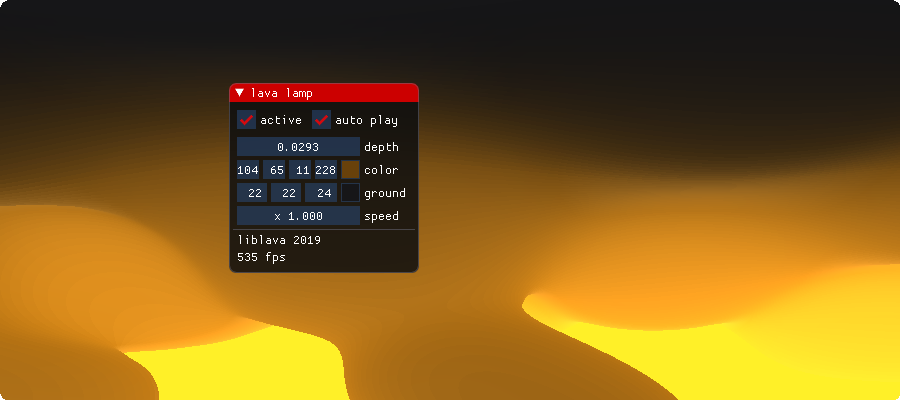 lava lamp
active auto play
0.0293 depth
104 65 11 228 color
22 22 24 ground
x 1.000 speed
liblava 2019
535 fps